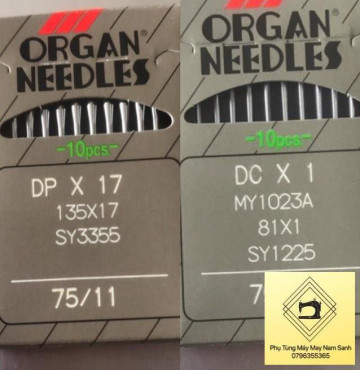 ORGAN®
NEEDLES
-10pcs.-
DP X 17
135X17
SY3355
75/11
ORGAN®
NEEDLES
-10pcs.-
DC X 1
MY1023A
81X1
SY1225
Phụ Tùng Máy May Nam Sanh
0796355365